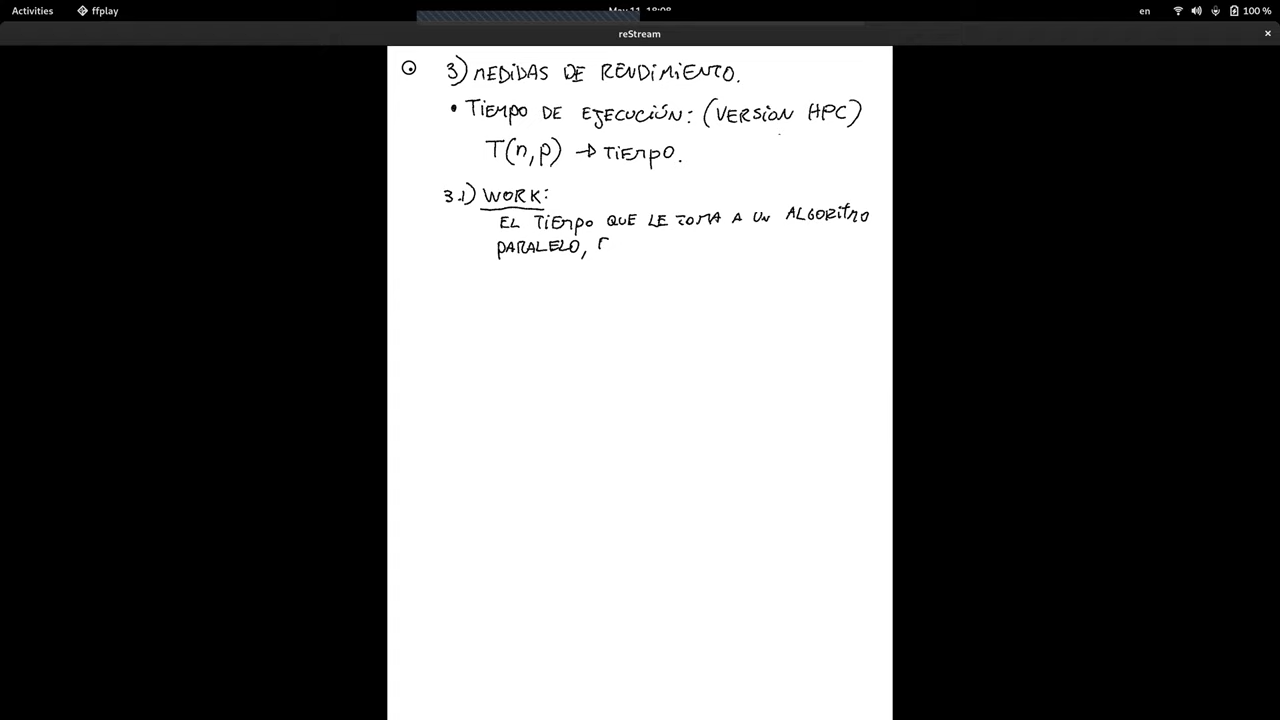 Activities ffplay en 100 %
reStream
3) MEDIDAS DE RENDIMIENTO.
• TIEMPO DE EJECUCIÓN: (VERSION HPC)
T(n,p) → TIEMPO.
3.1) WORK:
EL TIEMPO QUE LE TOMA A UN ALGORITMO
PARALELO,